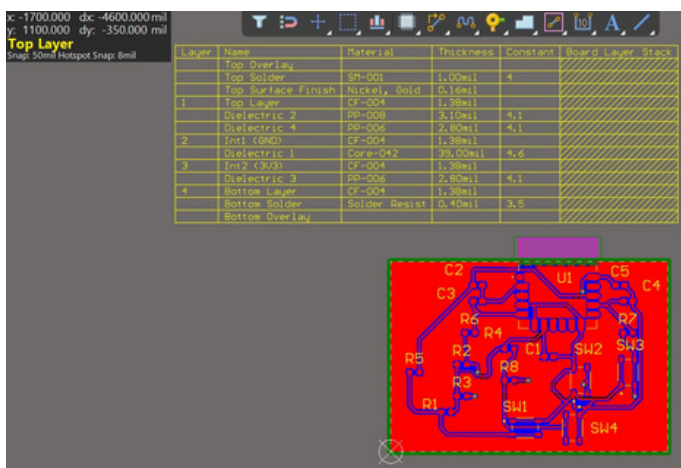 x: -1700.000 dx: -4600.000 mil
y: 1100.000 dy: -350.000 mil
Top Layer
Snap: 50mil Hotspot Snap: 8mil
Layer Name Material Thickness Constant Board Layer Stack
Top Overlay
Top Solder SM-001 1.00mil 4
Top Surface Finish Nickel, Gold 0.16mil
1 Top Layer CF-004 1.38mil
Dielectric 2 PP-008 3.10mil 4.1
Dielectric 4 PP-006 2.80mil 4.1
2 Int1 (GND) CF-004 1.38mil
Dielectric 1 Core-042 39.00mil 4.6
3 Int2 (3V3) CF-004 1.38mil
Dielectric 3 PP-006 2.80mil 4.1
4 Bottom Layer CF-004 1.38mil
Bottom Solder Solder Resist 0.40mil 3.5
Bottom Overlay
C2 U1 C5
C3 C4
R6 R7
R4
R5 R2 C1 SW2 SW3
R8
R3
R1 SW1
SW4